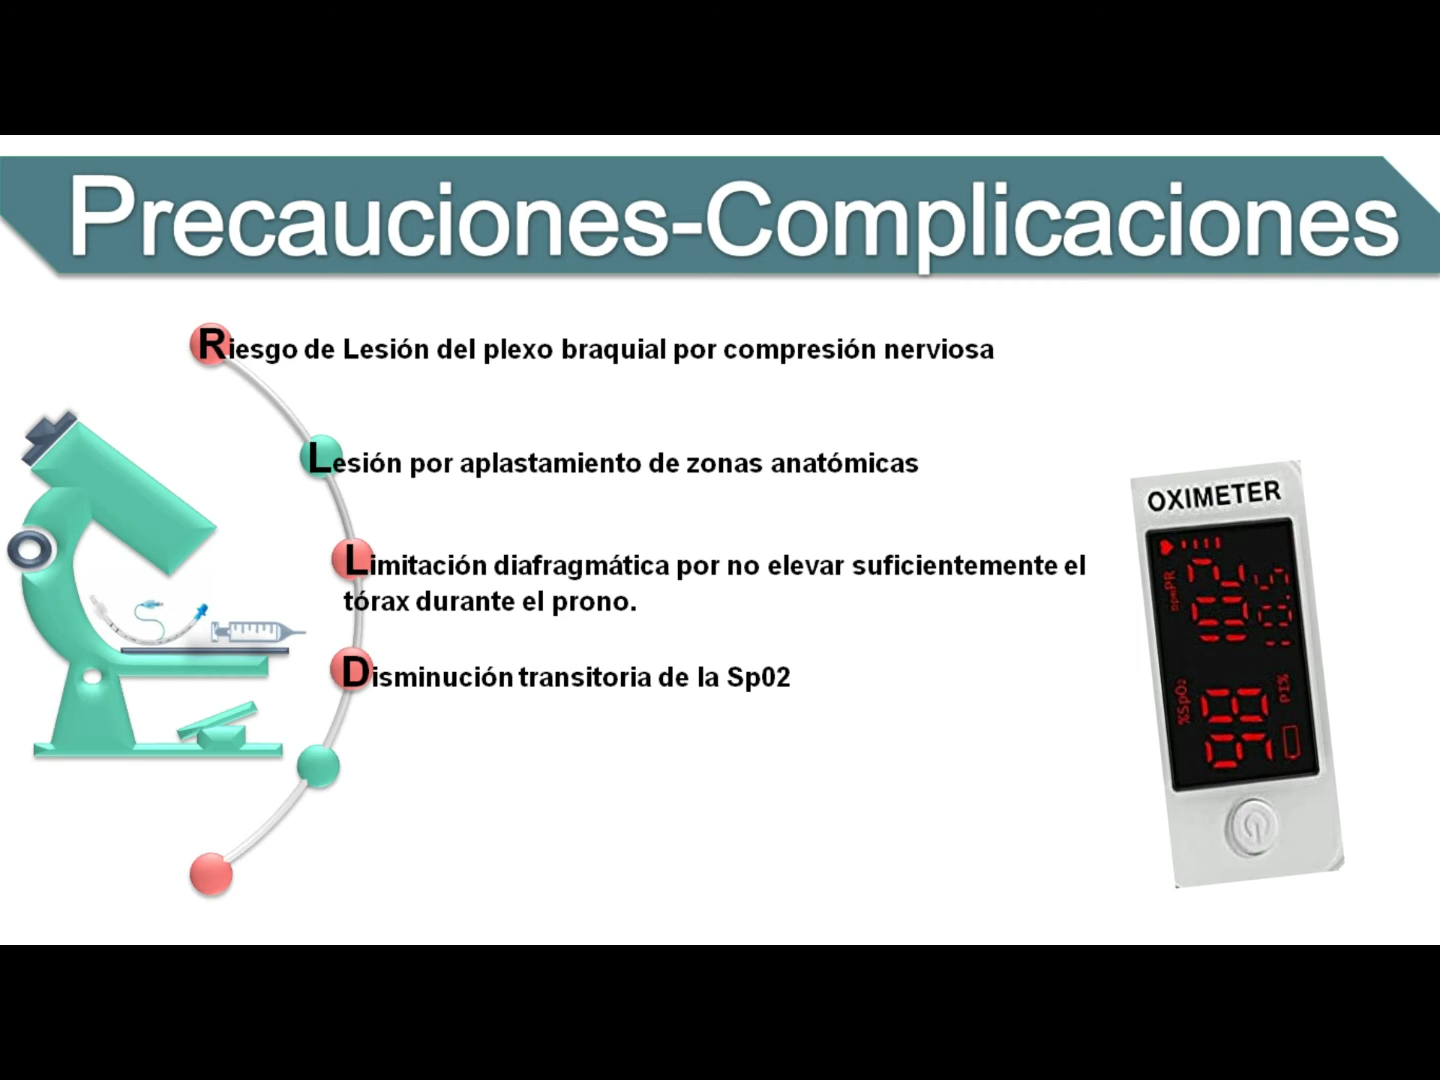 Precauciones-Complicaciones
Riesgo de Lesión del plexo braquial por compresión nerviosa
Lesión por aplastamiento de zonas anatómicas
Limitación diafragmática por no elevar suficientemente el
tórax durante el prono.
Disminución transitoria de la Sp02
OXIMETER
%SpO2
PI%